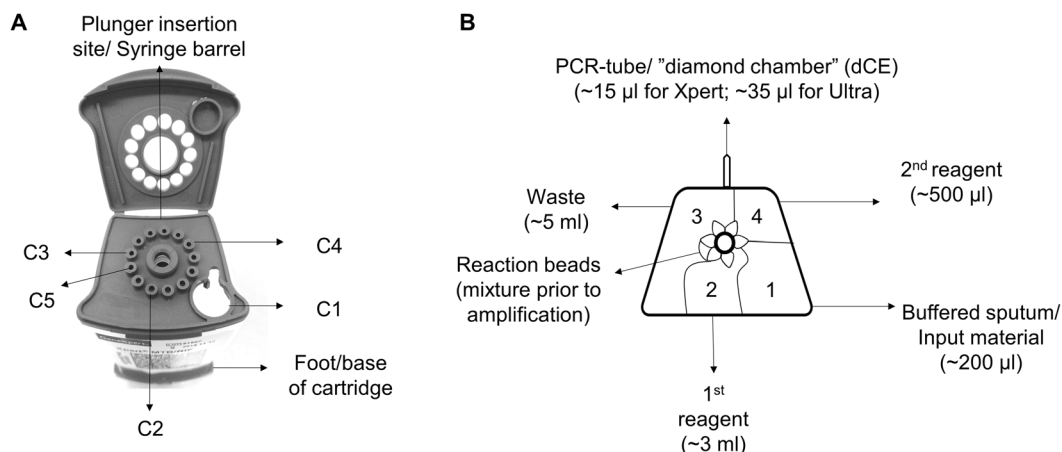 A
Plunger insertion
site/ Syringe barrel
C3
C4
C5
C1
Foot/base
of cartridge
C2
B
PCR-tube/ ”diamond chamber” (dCE)
(~15 µl for Xpert; ~35 µl for Ultra)
2nd reagent
(~500 µl)
Waste
(~5 ml)
3
4
Reaction beads
(mixture prior to
amplification)
2
1
Buffered sputum/
Input material
(~200 µl)
1st
reagent
(~3 ml)